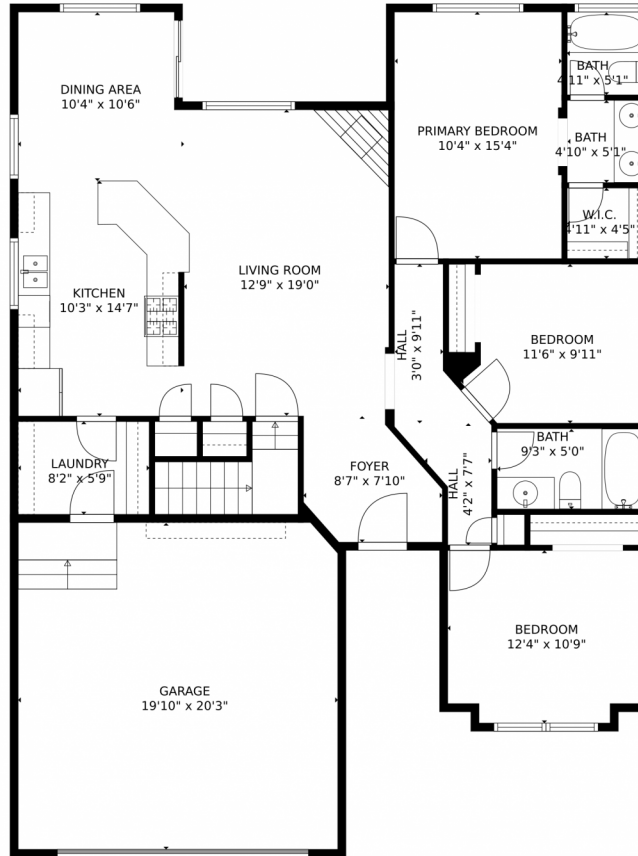 DINING AREA
10'4" x 10'6"
PRIMARY BEDROOM
10'4" x 15'4"
BATH
4'11" x 5'1"
BATH
4'10" x 5'1"
W.I.C.
4'11" x 4'5"
LIVING ROOM
12'9" x 19'0"
KITCHEN
10'3" x 14'7"
HALL
3'0" x 9'11"
BEDROOM
11'6" x 9'11"
BATH
9'3" x 5'0"
LAUNDRY
8'2" x 5'9"
FOYER
8'7" x 7'10"
HALL
4'2" x 7'7"
BEDROOM
12'4" x 10'9"
GARAGE
19'10" x 20'3"